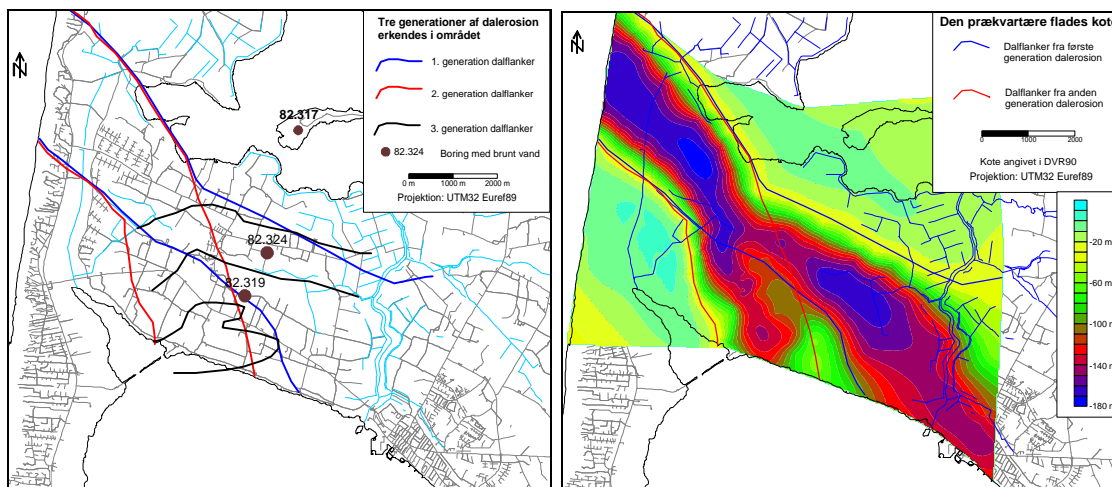 Tre generationer af dalerosion
erkendes i området
N
1. generation dalflanker
2. generation dalflanker
3. generation dalflanker
82.324 Boring med brunt vand
0 m 1000 m 2000 m
Projektion: UTM32 Euref89
82.317
82.324
82.319
Den prækvartære flades kote
N
Dalflanker fra første
generation dalerosion
Dalflanker fra anden
generation dalerosion
0 1000 2000
Kote angivet i DVR90
Projektion: UTM32 Euref89
-20 m
-60 m
-100 m
-140 m
-180 m